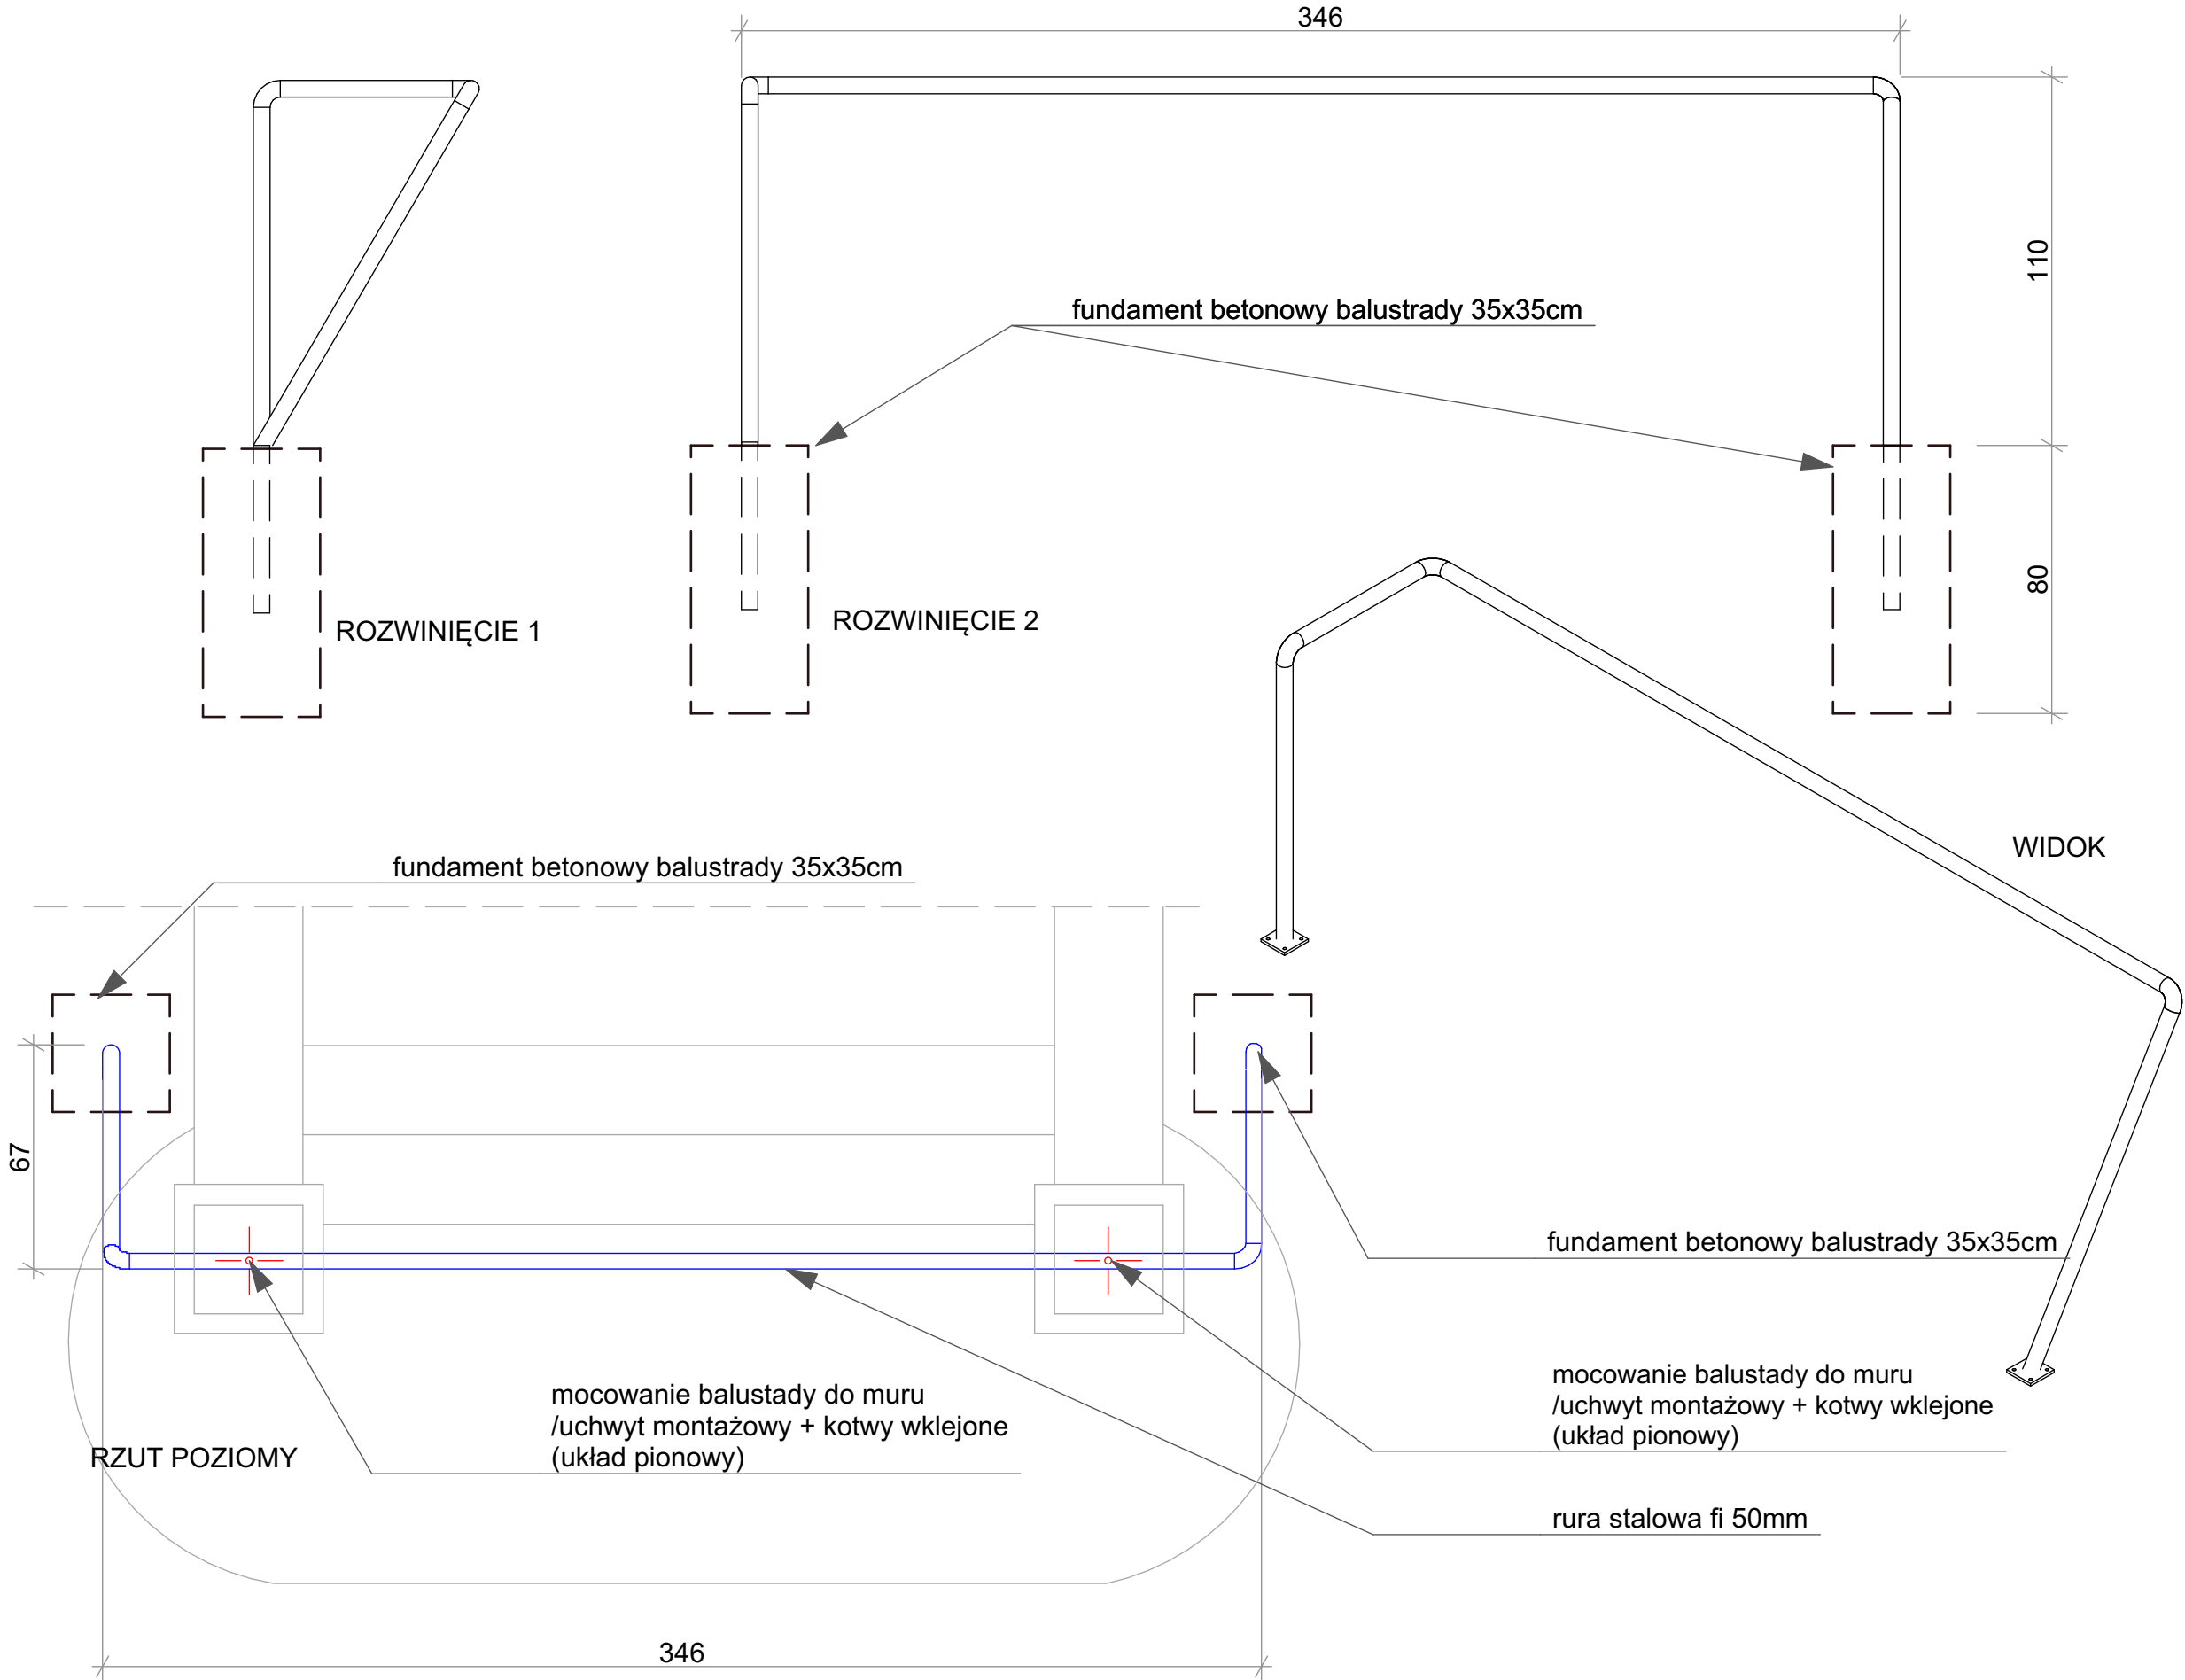 346
110
fundament betonowy balustrady 35x35cm
80
ROZWINIĘCIE 1
ROZWINIĘCIE 2
WIDOK
fundament betonowy balustrady 35x35cm
67
fundament betonowy balustrady 35x35cm
mocowanie balustady do muru
/uchwyt montażowy + kotwy wklejone
(układ pionowy)
mocowanie balustady do muru
/uchwyt montażowy + kotwy wklejone
(układ pionowy)
RZUT POZIOMY
rura stalowa fi 50mm
346